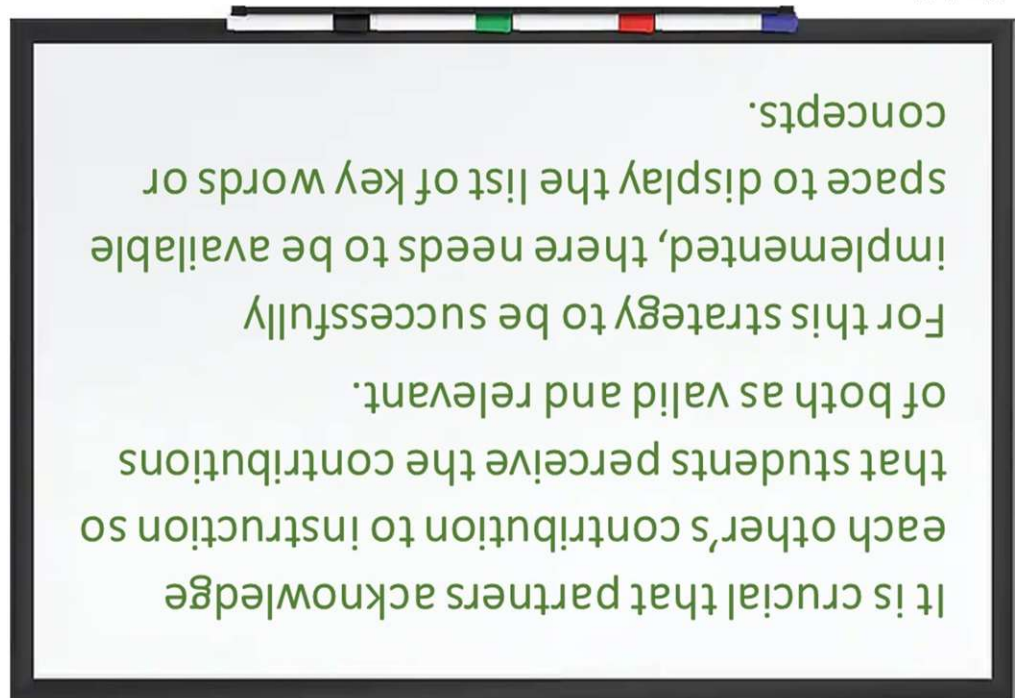 It is crucial that partners acknowledge
each other’s contribution to instruction so
that students perceive the contributions
of both as valid and relevant.
For this strategy to be successfully
implemented, there needs to be available
space to display the list of key words or
concepts.